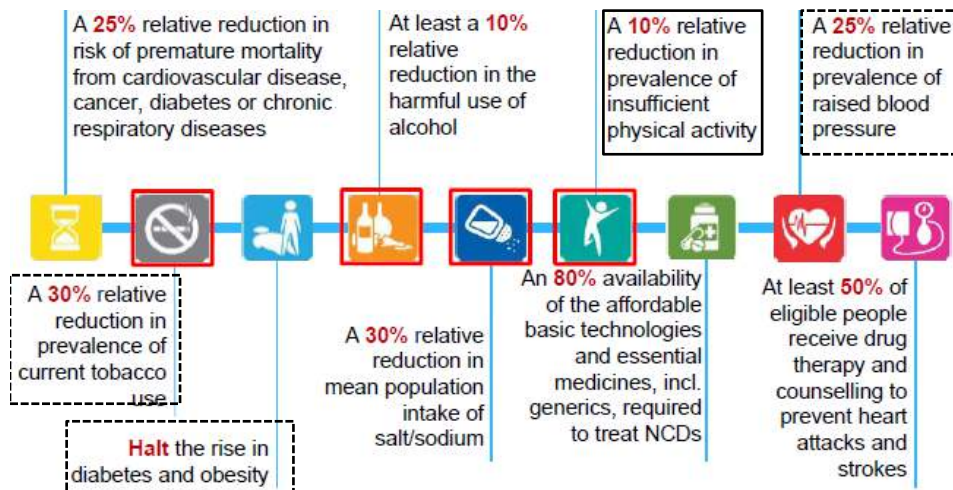 A 25% relative reduction in
risk of premature mortality
from cardiovascular disease,
cancer, diabetes or chronic
respiratory diseases
At least a 10%
relative
reduction in the
harmful use of
alcohol
A 10% relative
reduction in
prevalence of
insufficient
physical activity
A 25% relative
reduction in
prevalence of
raised blood
pressure
A 30% relative
reduction in
prevalence of
current tobacco
use
Halt the rise in
diabetes and obesity
A 30% relative
reduction in
mean population
intake of
salt/sodium
An 80% availability
of the affordable
basic technologies
and essential
medicines, incl.
generics, required
to treat NCDs
At least 50% of
eligible people
receive drug
therapy and
counselling to
prevent heart
attacks and
strokes